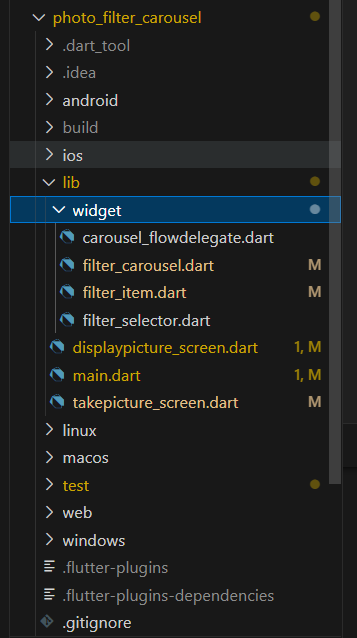 photo_filter_carousel
.dart_tool
.idea
android
build
ios
lib
widget
carousel_flowdelegate.dart
filter_carousel.dart M
filter_item.dart M
filter_selector.dart
displaypicture_screen.dart 1, M
main.dart 1, M
takepicture_screen.dart M
linux
macos
test
web
windows
.flutter-plugins
.flutter-plugins-dependencies
.gitignore